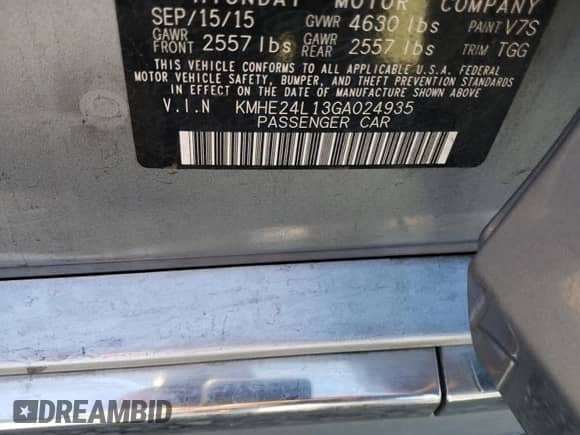 HYUNDAI MOTOR COMPANY
SEP/15/15 GVWR 4630 lbs PAINT V7S
GAWR FRONT 2557 lbs GAWR REAR 2557 lbs TRIM TGG
THIS VEHICLE CONFORMS TO ALL APPLICABLE U.S.A. FEDERAL
MOTOR VEHICLE SAFETY, BUMPER, AND THEFT PREVENTION STANDARDS
IN EFFECT ON THE DATE OF MANUFACTURE SHOWN ABOVE.
V.I.N KMHE24L13GA024935
PASSENGER CAR
DREAMBID